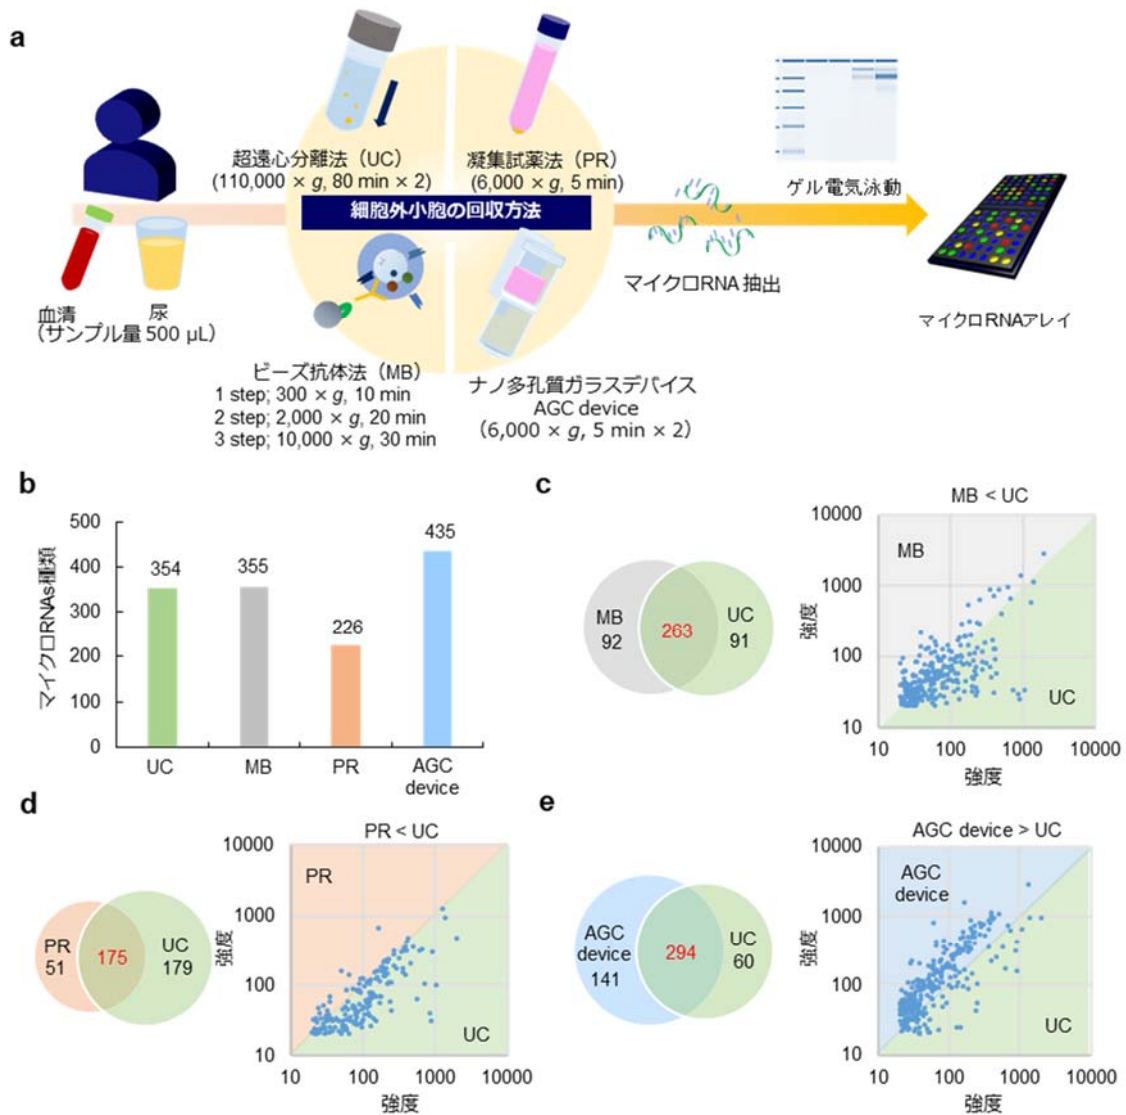 a
超遠心分離法（UC）
(110,000 × g, 80 min × 2)
凝集試薬法（PR）
(6,000 × g, 5 min)
細胞外小胞の回収方法
ゲル電気泳動
血清
尿
（サンプル量 500 µL）
マイクロRNA 抽出
マイクロRNAアレイ
ビーズ抗体法（MB）
1 step; 300 × g, 10 min
2 step; 2,000 × g, 20 min
3 step; 10,000 × g, 30 min
ナノ多孔質ガラスデバイス
AGC device
（6,000 × g, 5 min × 2）
b
マイクロRNAs種類
500
400
300
200
100
0
354
355
226
435
UC
MB
PR
AGC
device
c
MB
92
263
UC
91
MB < UC
強度
10000
1000
100
10
MB
UC
10
100
1000
10000
強度
d
PR
51
175
UC
179
PR < UC
強度
10000
1000
100
10
PR
UC
10
100
1000
10000
強度
e
AGC
device
141
294
UC
60
AGC device > UC
強度
10000
1000
100
10
AGC
device
UC
10
100
1000
10000
強度